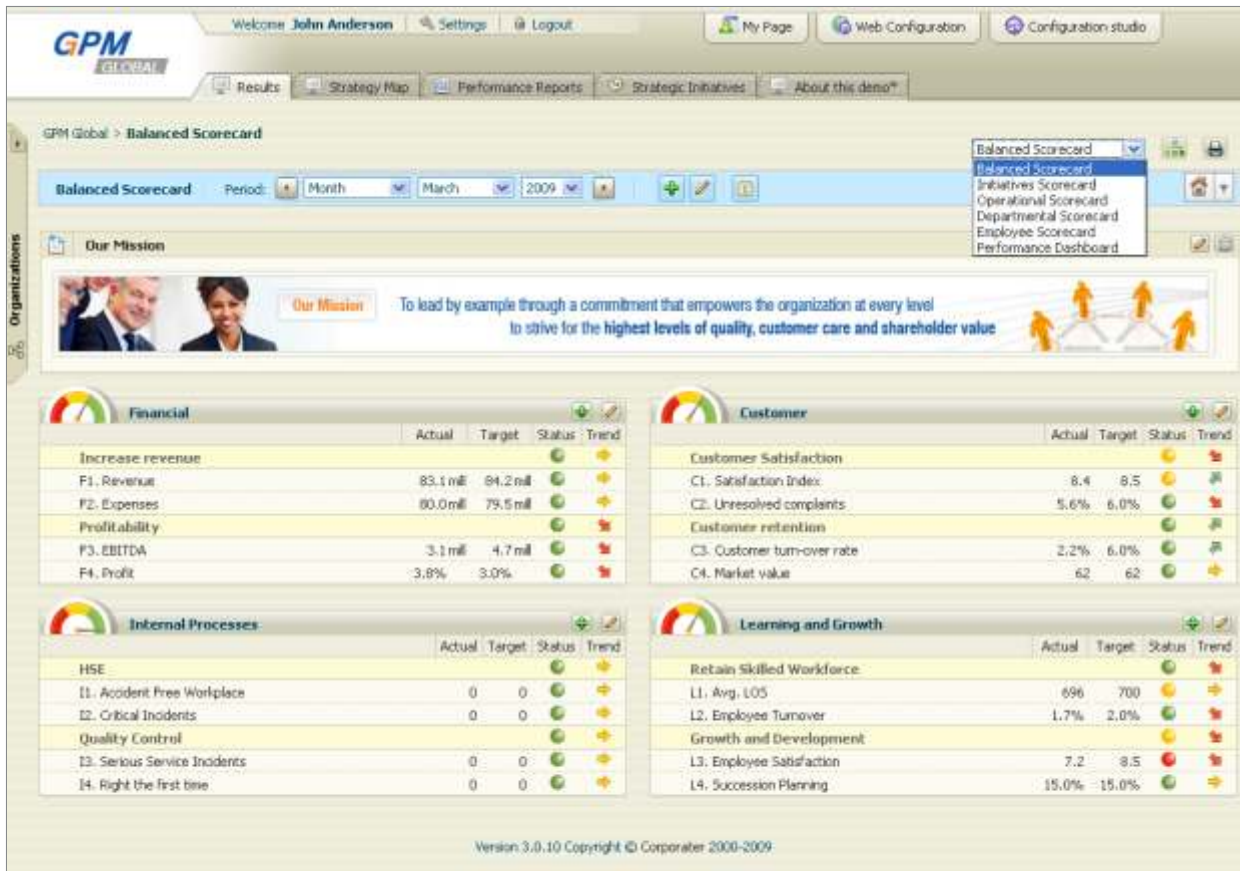 GPM
GLOBAL
Welcome John Anderson Settings Logout
My Page Web Configuration Configuration studio
Results Strategy Map Performance Reports Strategic Initiatives About this demo*
GPM Global > Balanced Scorecard
Balanced Scorecard
Balanced Scorecard
Initiatives Scorecard
Operational Scorecard
Departmental Scorecard
Employee Scorecard
Performance Dashboard
Balanced Scorecard Period: Month March 2009
Organizations
Our Mission
Our Mission
To lead by example through a commitment that empowers the organization at every level
to strive for the highest levels of quality, customer care and shareholder value
Financial
Actual Target Status Trend
Increase revenue
F1. Revenue 83.1 mill 84.2 mill
F2. Expenses 80.0 mill 79.5 mill
Profitability
F3. EBITDA 3.1 mill 4.7 mill
F4. Profit 3.8% 3.0%
Customer
Actual Target Status Trend
Customer Satisfaction
C1. Satisfaction Index 8.4 8.5
C2. Unresolved complaints 5.6% 6.0%
Customer retention
C3. Customer turn-over rate 2.2% 6.0%
C4. Market value 62 62
Internal Processes
Actual Target Status Trend
HSE
I1. Accident Free Workplace 0 0
I2. Critical Incidents 0 0
Quality Control
I3. Serious Service Incidents 0 0
I4. Right the first time 0 0
Learning and Growth
Actual Target Status Trend
Retain Skilled Workforce
L1. Avg. LOS 696 700
L2. Employee Turnover 1.7% 2.0%
Growth and Development
L3. Employee Satisfaction 7.2 8.5
L4. Succession Planning 15.0% 15.0%
Version 3.0.10 Copyright © Corporater 2000-2009